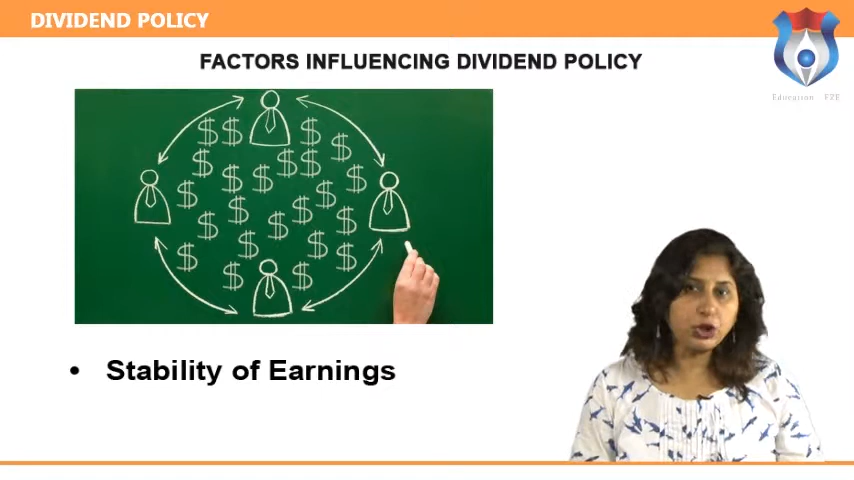 DIVIDEND POLICY
FACTORS INFLUENCING DIVIDEND POLICY
Education FZE
$ $ $ $
$ $ $
$ $ $
$ $ $
$ $ $
$ $ $
$ $ $
$ $
• Stability of Earnings